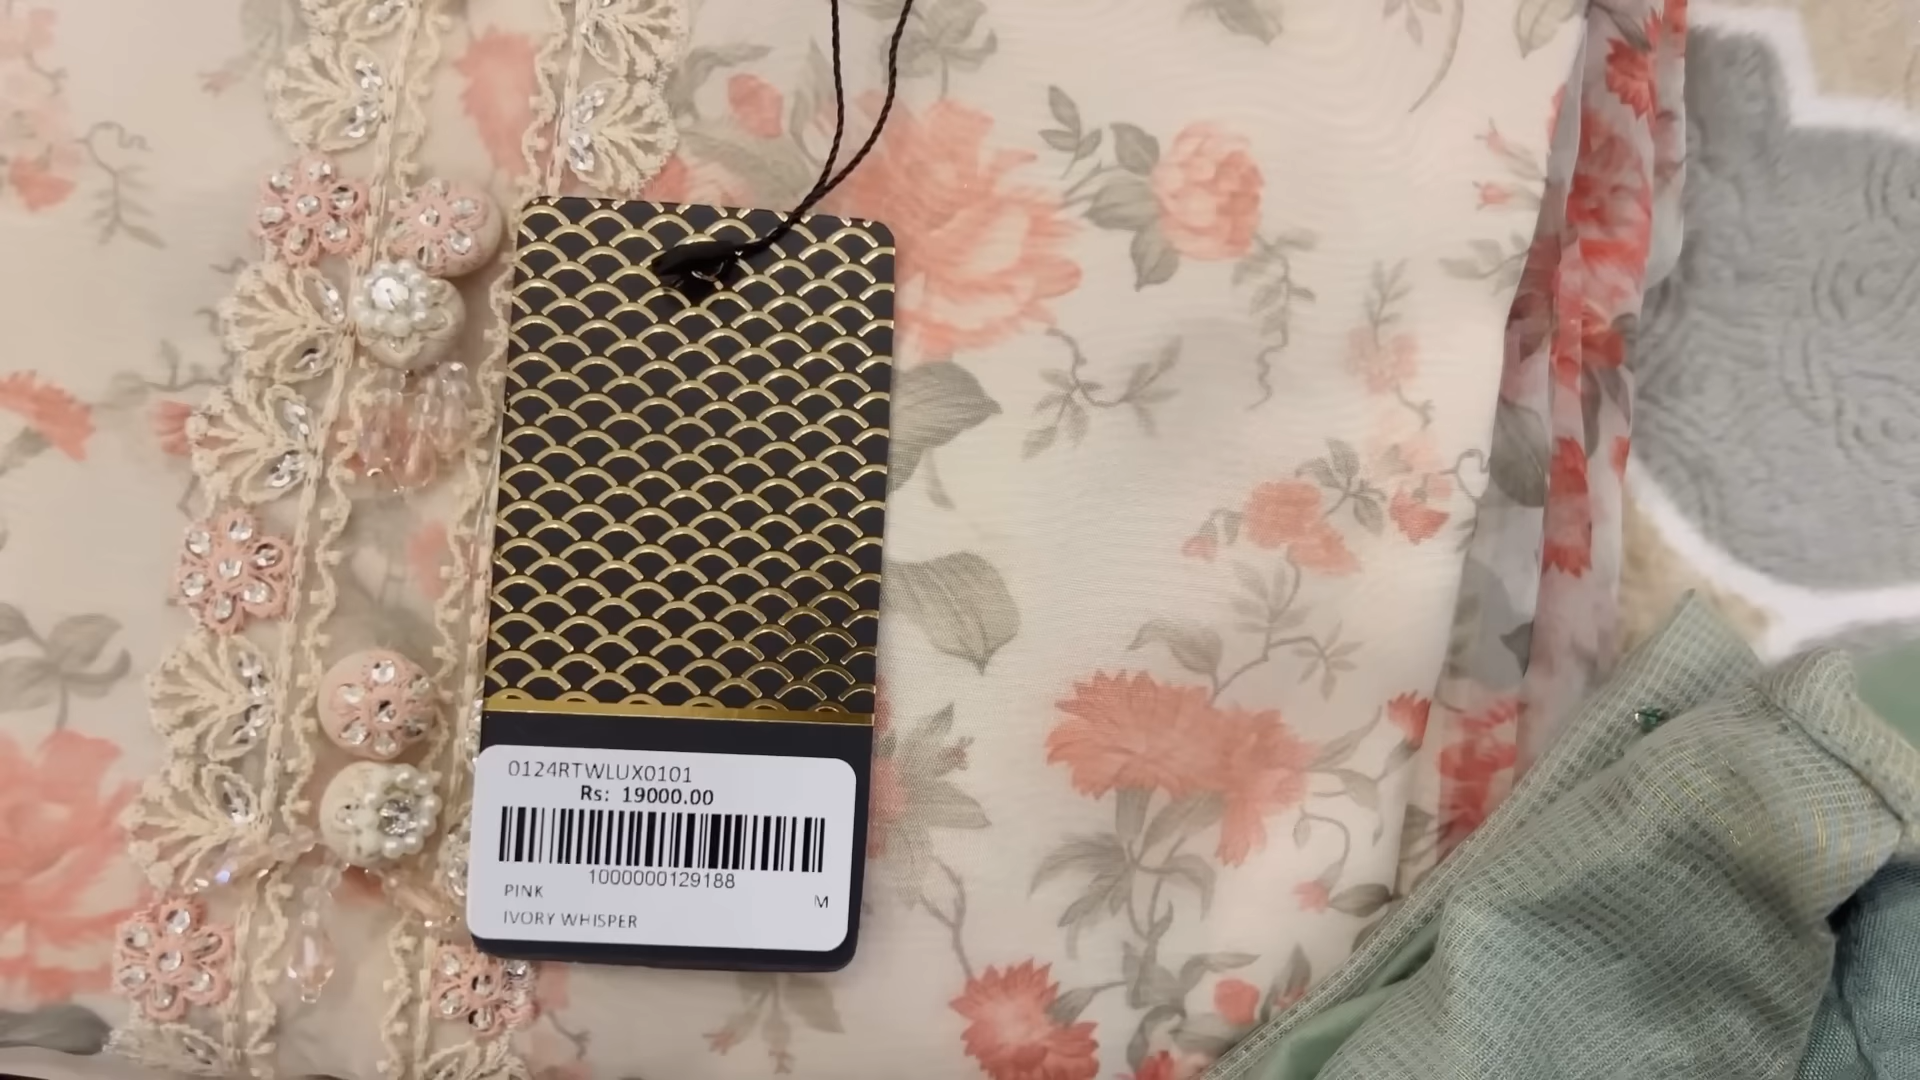 0124RTWLUX0101
Rs: 19000.00
1000000129188
PINK M
IVORY WHISPER